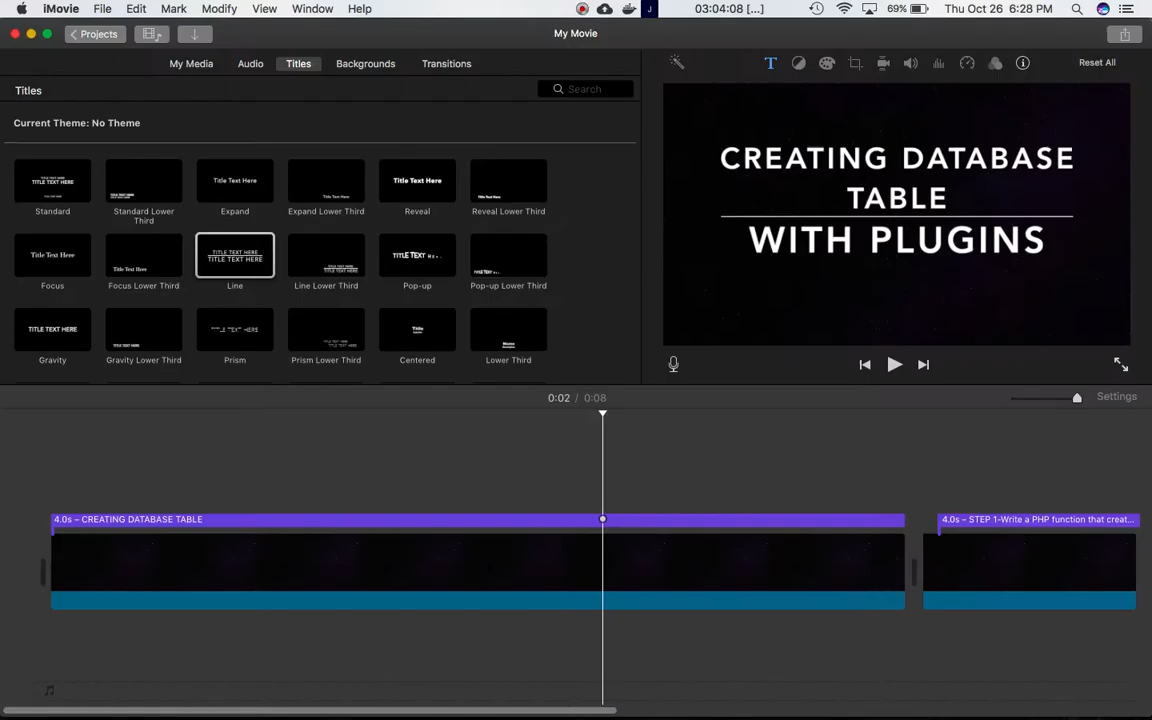 iMovie File Edit Mark Modify View Window Help
J 03:04:08 [...] 69% Thu Oct 26 6:28 PM
Projects
My Movie
My Media Audio Titles Backgrounds Transitions
Reset All
Titles
Search
Current Theme: No Theme
CREATING DATABASE
TABLE
WITH PLUGINS
TITLE TEXT HERE
Title Text Here
Title Text Here
Standard
Standard Lower
Third
Expand
Expand Lower Third
Reveal
Reveal Lower Third
Title Text Here
Title Text Here
TITLE TEXT HERE
TITLE TEXT HERE
TITLE TEXT HE..
Focus
Focus Lower Third
Line
Line Lower Third
Pop-up
Pop-up Lower Third
TITLE TEXT HERE
Title
Gravity
Gravity Lower Third
Prism
Prism Lower Third
Centered
Lower Third
0:02 / 0:08
Settings
4.0s – CREATING DATABASE TABLE
4.0s – STEP 1-Write a PHP function that creat...